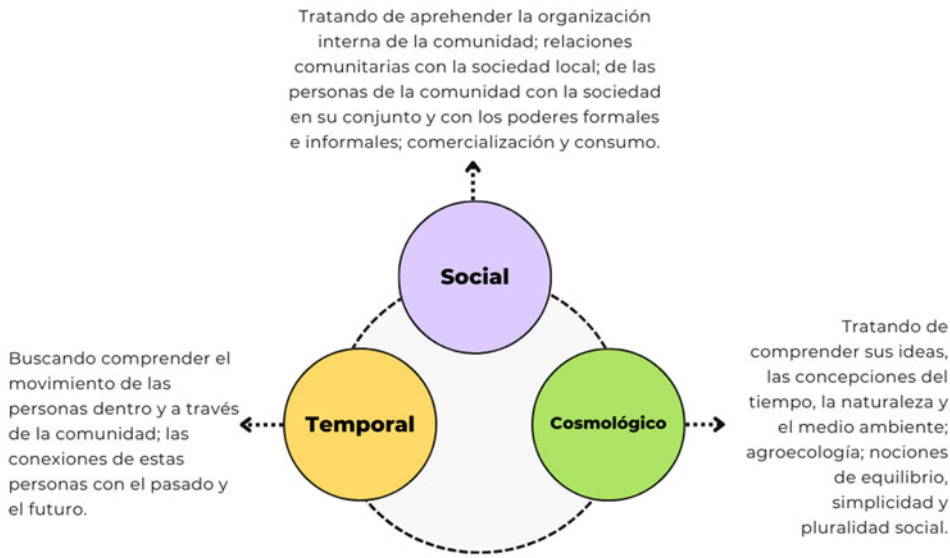 Tratando de aprehender la organización
interna de la comunidad; relaciones
comunitarias con la sociedad local; de las
personas de la comunidad con la sociedad
en su conjunto y con los poderes formales
e informales; comercialización y consumo.
Social
Buscando comprender el
movimiento de las
personas dentro y a través
de la comunidad; las
conexiones de estas
personas con el pasado y
el futuro.
Temporal
Cosmológico
Tratando de
comprender sus ideas,
las concepciones del
tiempo, la naturaleza y
el medio ambiente;
agroecología; nociones
de equilibrio,
simplicidad y
pluralidad social.